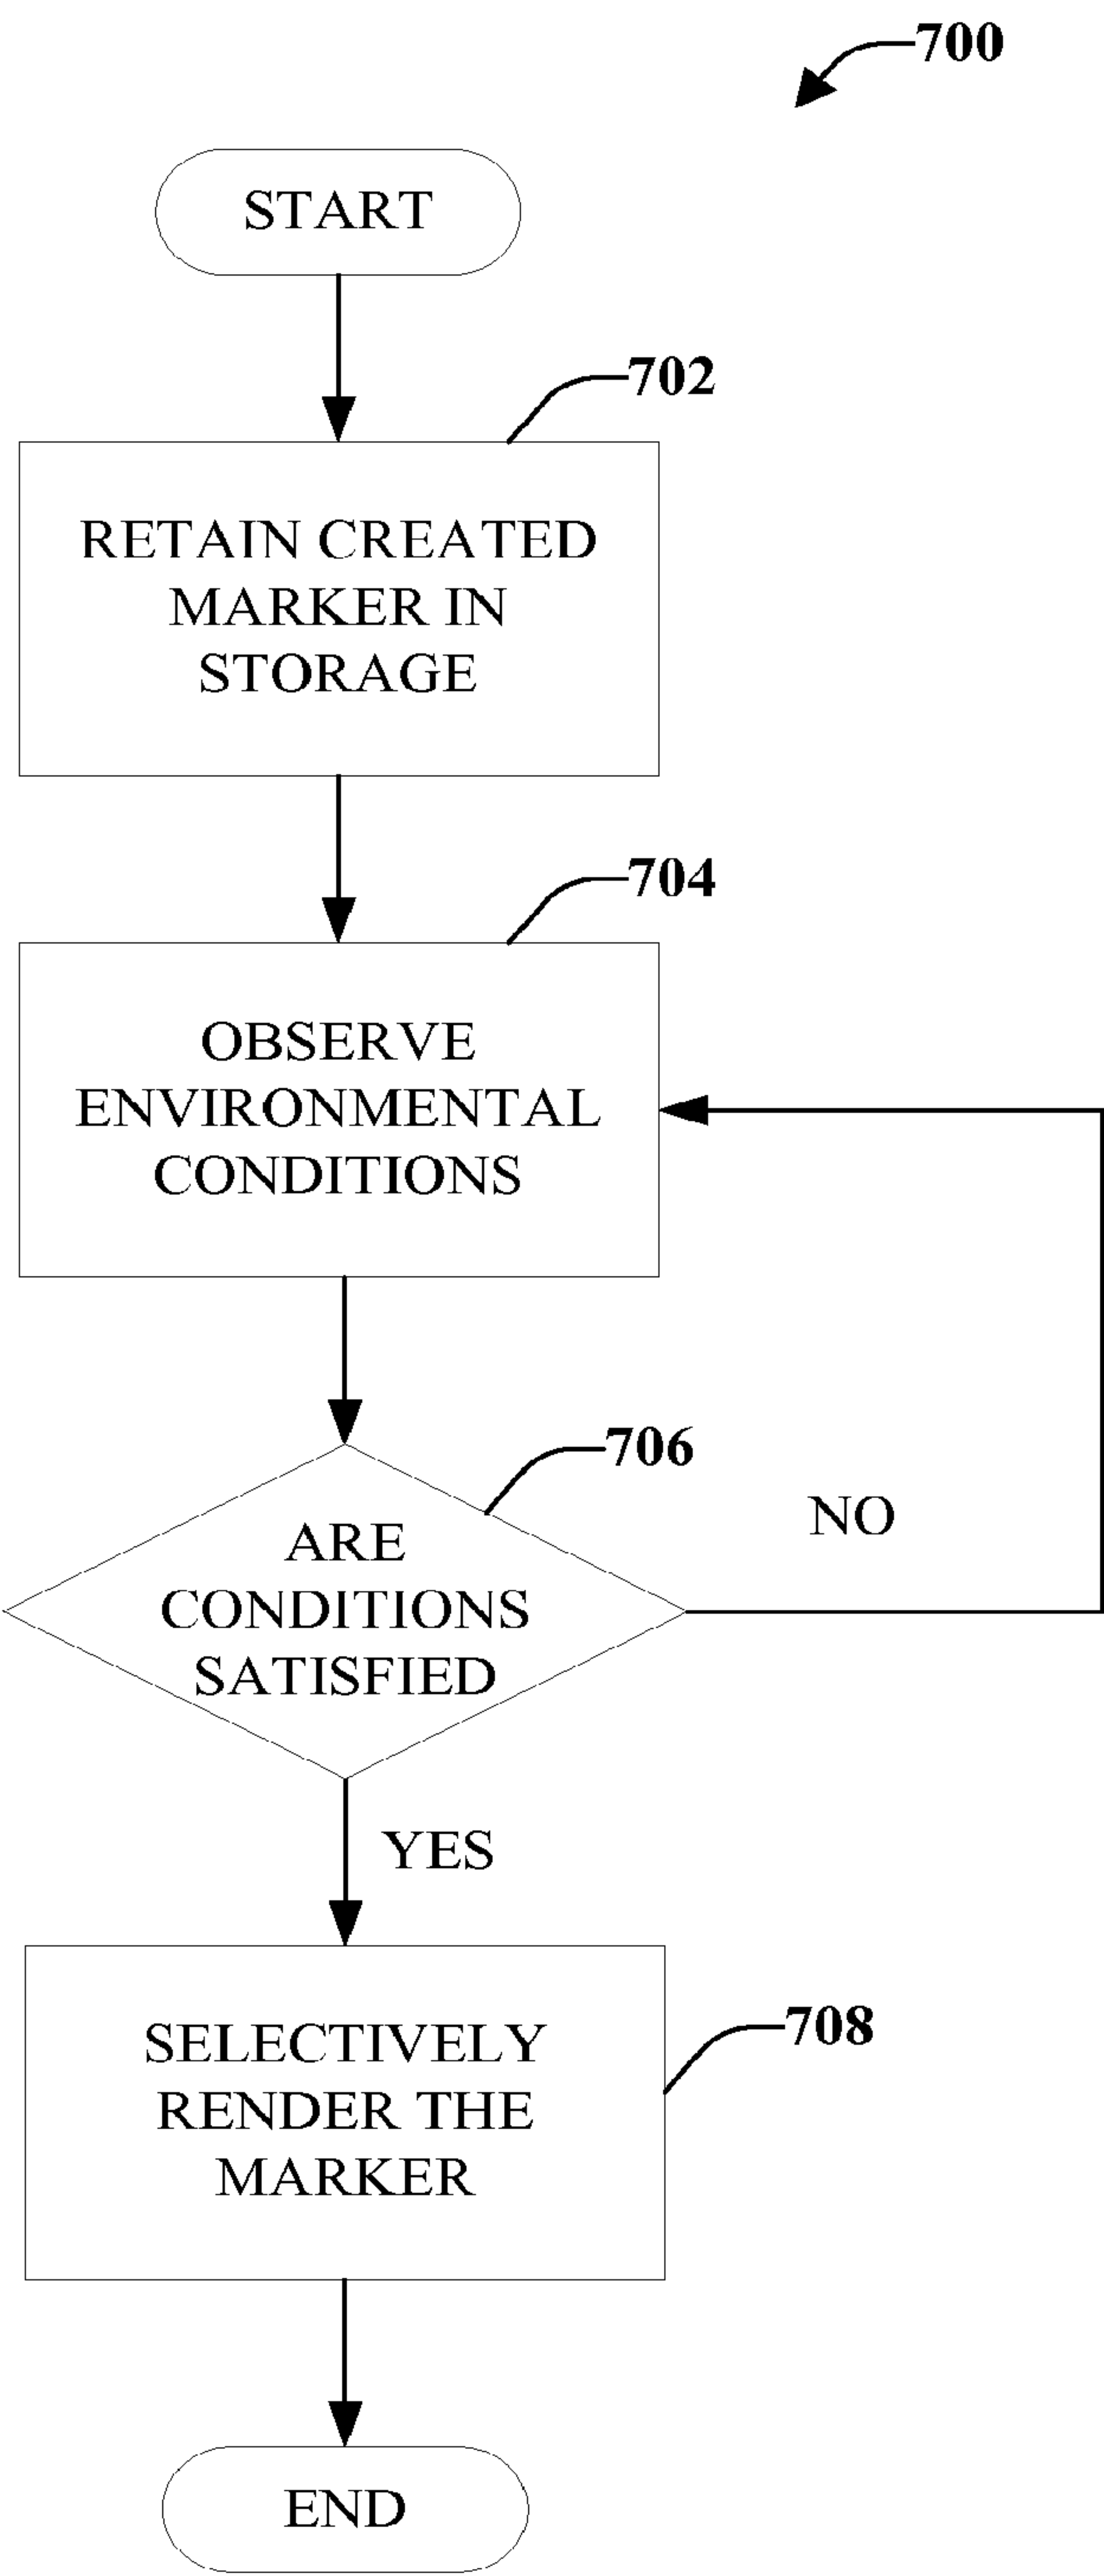 700
START
702
RETAIN CREATED
MARKER IN
STORAGE
704
OBSERVE
ENVIRONMENTAL
CONDITIONS
706
ARE
CONDITIONS
SATISFIED
NO
YES
708
SELECTIVELY
RENDER THE
MARKER
END